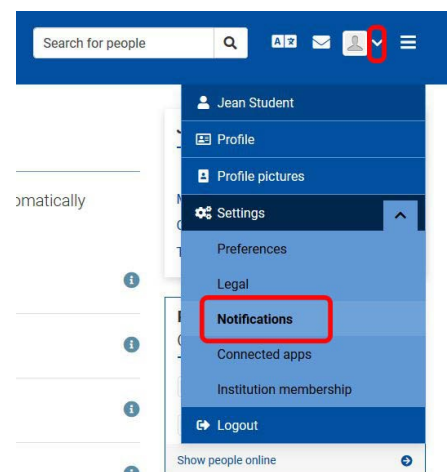 Search for people
Jean Student
Profile
Profile pictures
omatically
Settings
Preferences
Legal
Notifications
Connected apps
Institution membership
Logout
Show people online